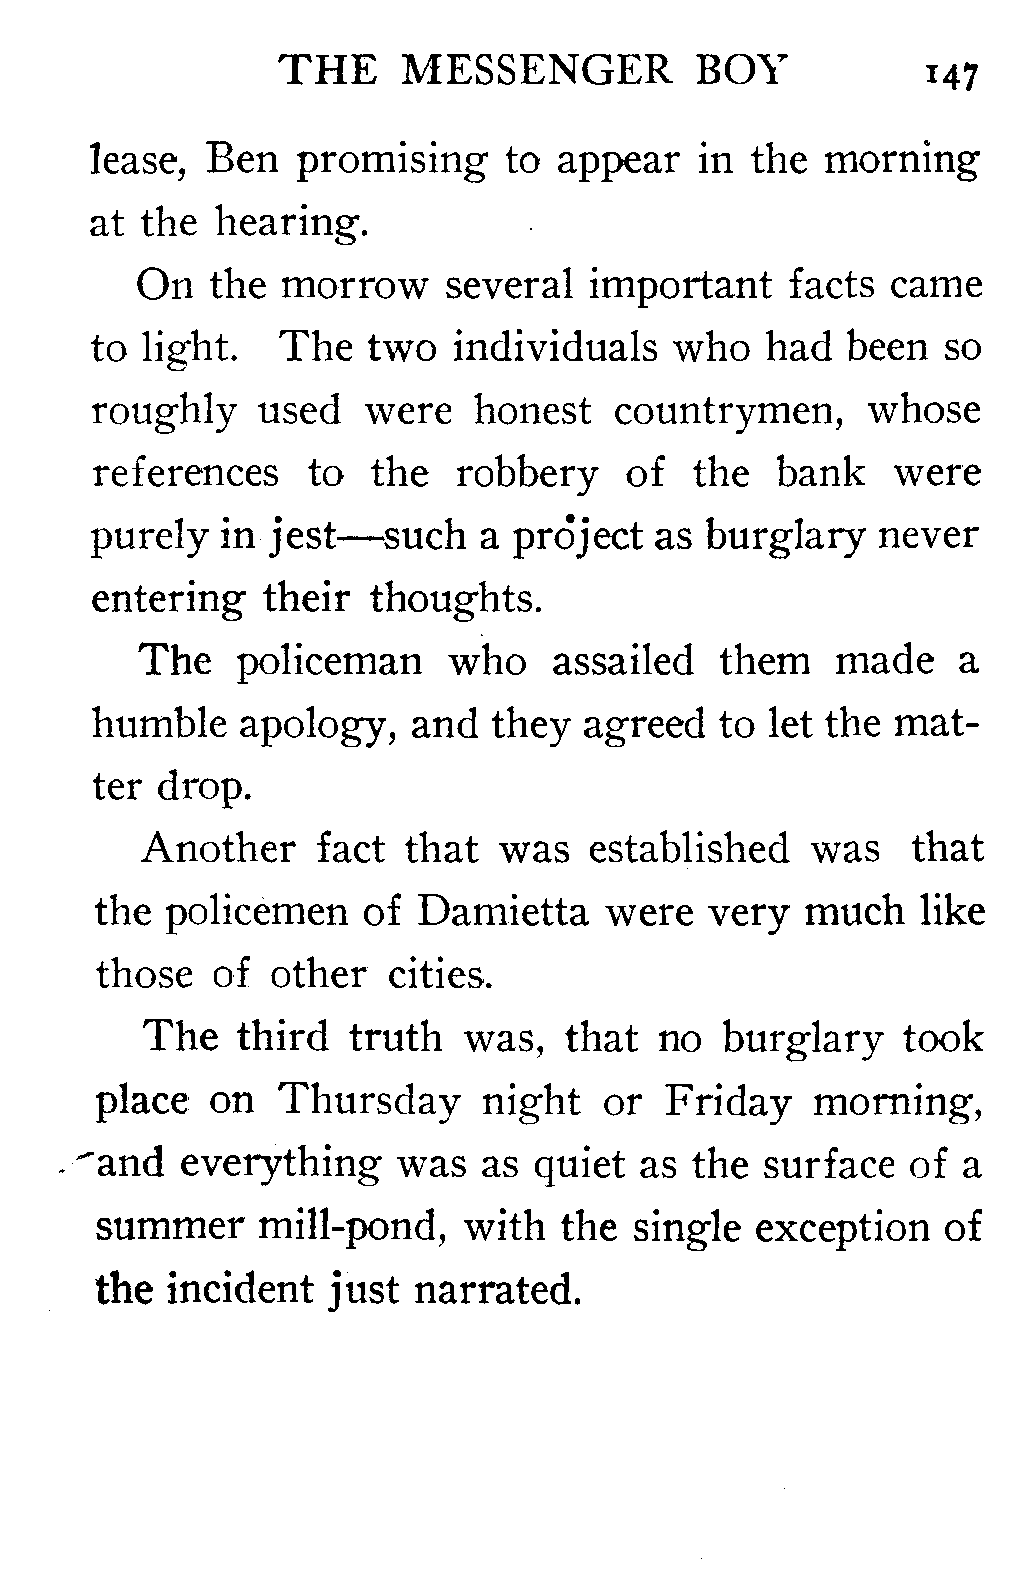 THE MESSENGER BOY 147
lease, Ben promising to appear in the morning
at the hearing.
On the morrow several important facts came
to light. The two individuals who had been so
roughly used were honest countrymen, whose
references to the robbery of the bank were
purely in jest—such a project as burglary never
entering their thoughts.
The policeman who assailed them made a
humble apology, and they agreed to let the mat-
ter drop.
Another fact that was established was that
the policemen of Damietta were very much like
those of other cities.
The third truth was, that no burglary took
place on Thursday night or Friday morning,
and everything was as quiet as the surface of a
summer mill-pond, with the single exception of
the incident just narrated.